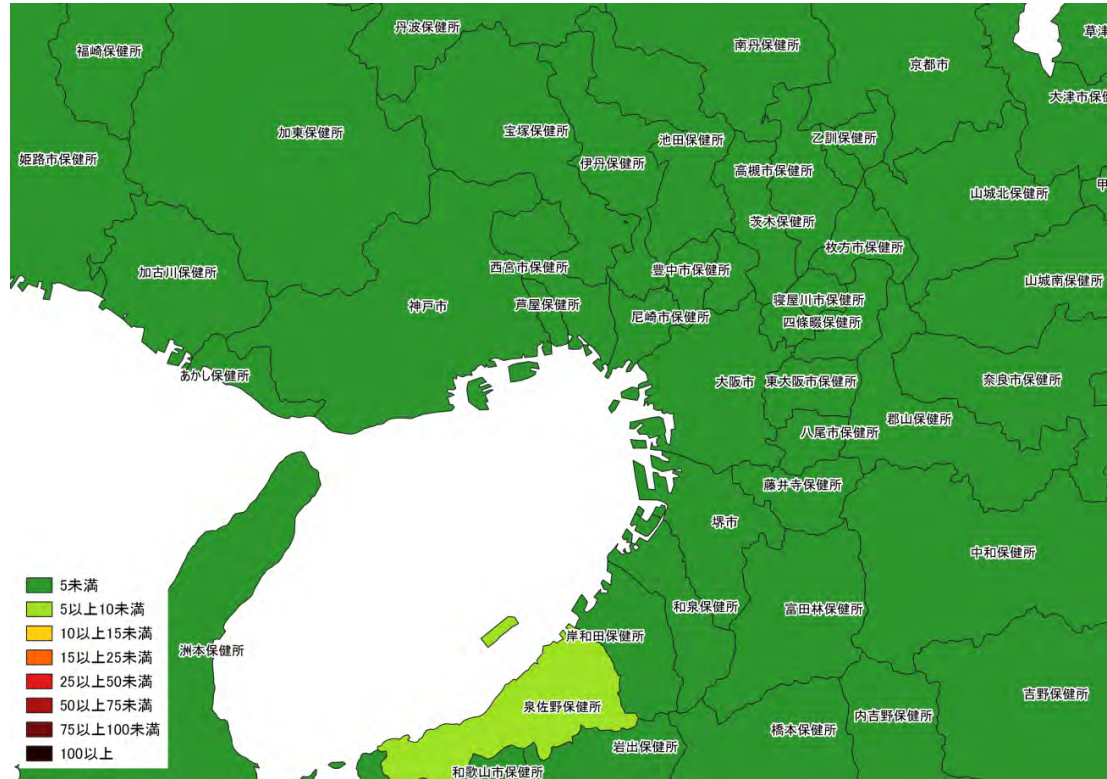 丹波保健所
南丹保健所
草津
福崎保健所
京都市
大津市保健
加東保健所
宝塚保健所
池田保健所
乙訓保健所
姫路市保健所
伊丹保健所
高槻市保健所
山城北保健所
甲
茨木保健所
枚方市保健所
加古川保健所
西宮市保健所
豊中市保健所
山城南保健所
神戸市
芦屋保健所
尼崎市保健所
寝屋川市保健所
四條畷保健所
あかし保健所
大阪市
東大阪市保健所
奈良市保健所
郡山保健所
八尾市保健所
藤井寺保健所
堺市
中和保健所
和泉保健所
富田林保健所
岸和田保健所
洲本保健所
泉佐野保健所
吉野保健所
橋本保健所
内吉野保健所
岩出保健所
和歌山市保健所
5未満
5以上10未満
10以上15未満
15以上25未満
25以上50未満
50以上75未満
75以上100未満
100以上